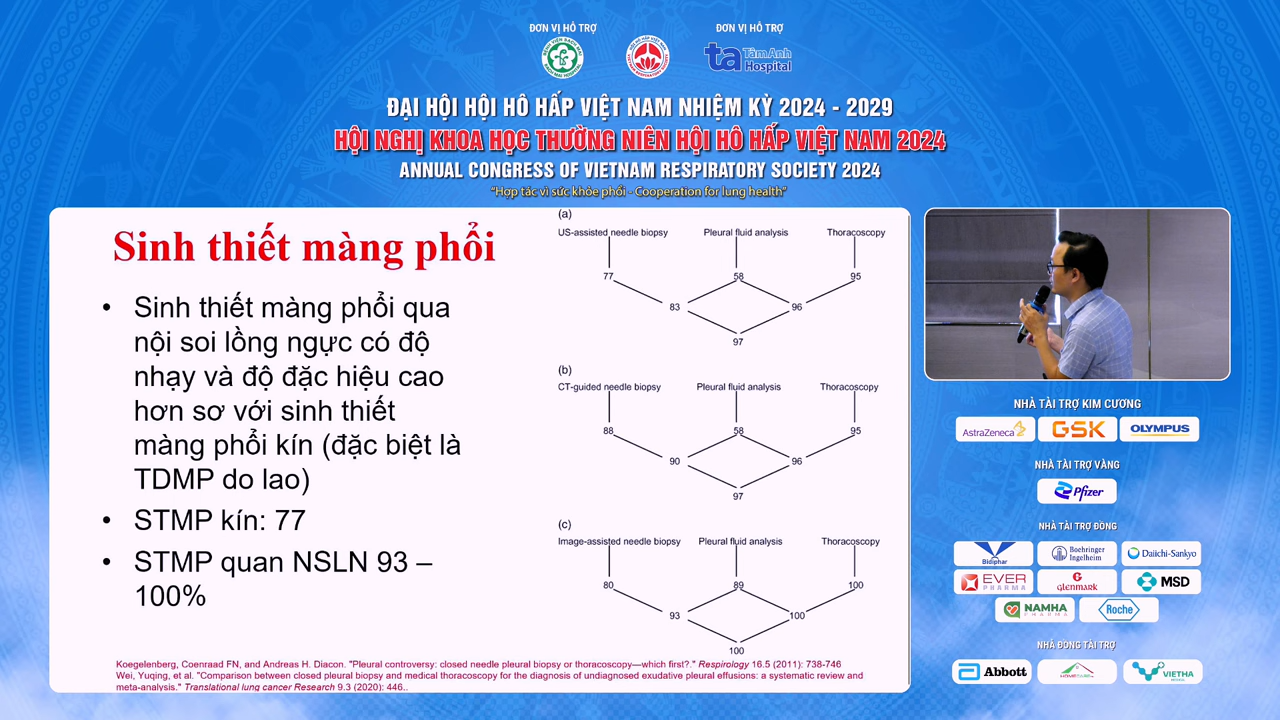 ĐƠN VỊ HỖ TRỢ
ĐƠN VỊ HỖ TRỢ
ta TâmAnh
Hospital
ĐẠI HỘI HỘI HÔ HẤP VIỆT NAM NHIỆM KỲ 2024 - 2029
HỘI NGHỊ KHOA HỌC THƯỜNG NIÊN HỘI HÔ HẤP VIỆT NAM 2024
ANNUAL CONGRESS OF VIETNAM RESPIRATORY SOCIETY 2024
"Hợp tác vì sức khỏe phổi - Cooperation for lung health"
Sinh thiết màng phổi
• Sinh thiết màng phổi qua
nội soi lồng ngực có độ
nhạy và độ đặc hiệu cao
hơn sơ với sinh thiết
màng phổi kín (đặc biệt là
TDMP do lao)
• STMP kín: 77
• STMP quan NSLN 93 –
100%
(a)
US-assisted needle biopsy Pleural fluid analysis Thoracoscopy
77 58 95
83 96
97
(b)
CT-guided needle biopsy Pleural fluid analysis Thoracoscopy
88 58 95
90 96
97
(c)
Image-assisted needle biopsy Pleural fluid analysis Thoracoscopy
80 89 100
93 100
100
Koegelenberg, Coenraad FN, and Andreas H. Diacon. "Pleural controversy: closed needle pleural biopsy or thoracoscopy—which first?." Respirology 16.5 (2011): 738-746
Wei, Yuqing, et al. "Comparison between closed pleural biopsy and medical thoracoscopy for the diagnosis of undiagnosed exudative pleural effusions: a systematic review and
meta-analysis." Translational lung cancer Research 9.3 (2020): 446..
NHÀ TÀI TRỢ KIM CƯƠNG
AstraZeneca GSK OLYMPUS
NHÀ TÀI TRỢ VÀNG
Pfizer
NHÀ TÀI TRỢ ĐỒNG
Bidiphar Boehringer Ingelheim Daiichi-Sankyo
EVER PHARMA GLENMARK MSD
NAMHA PHARMA Roche
NHÀ ĐỒNG TÀI TRỢ
Abbott VIETHA